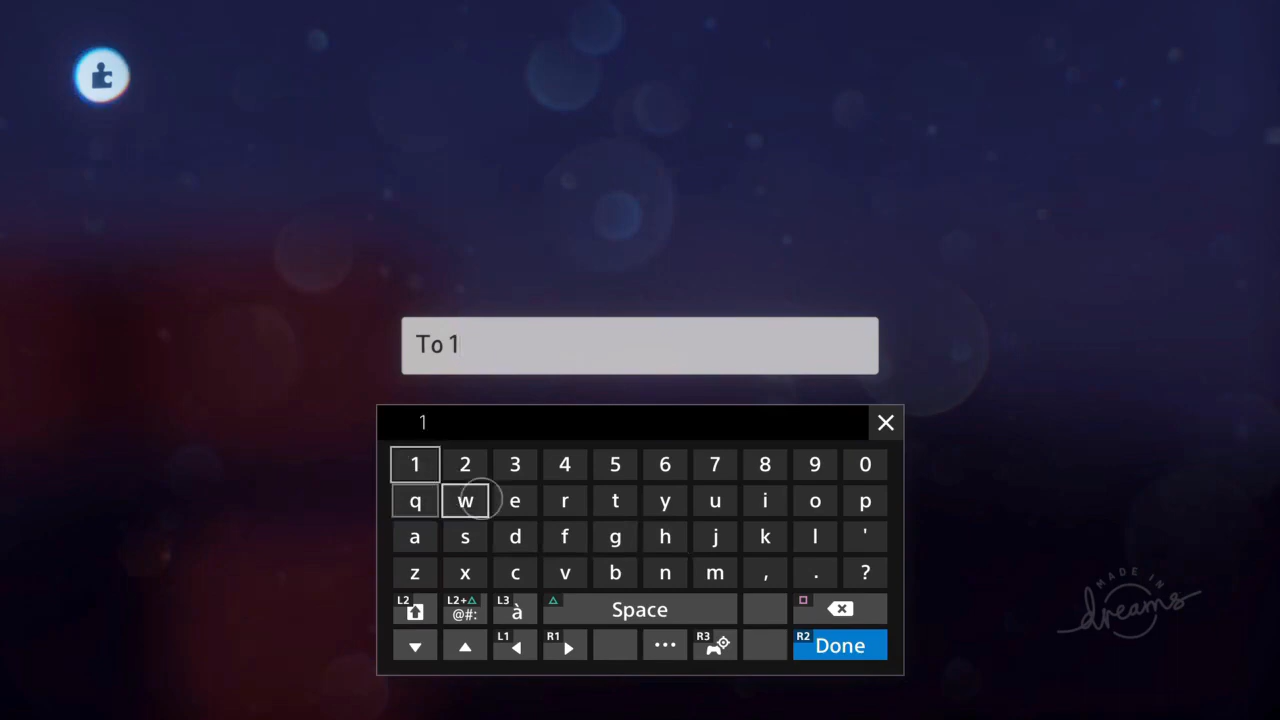 To 1
1
1 2 3 4 5 6 7 8 9 0
q w e r t y u i o p
a s d f g h j k l '
z x c v b n m , . ?
L2 L2+△ @#: L3 à △ Space □
L1 R1 ... R3 R2 Done
MADE IN
dreams